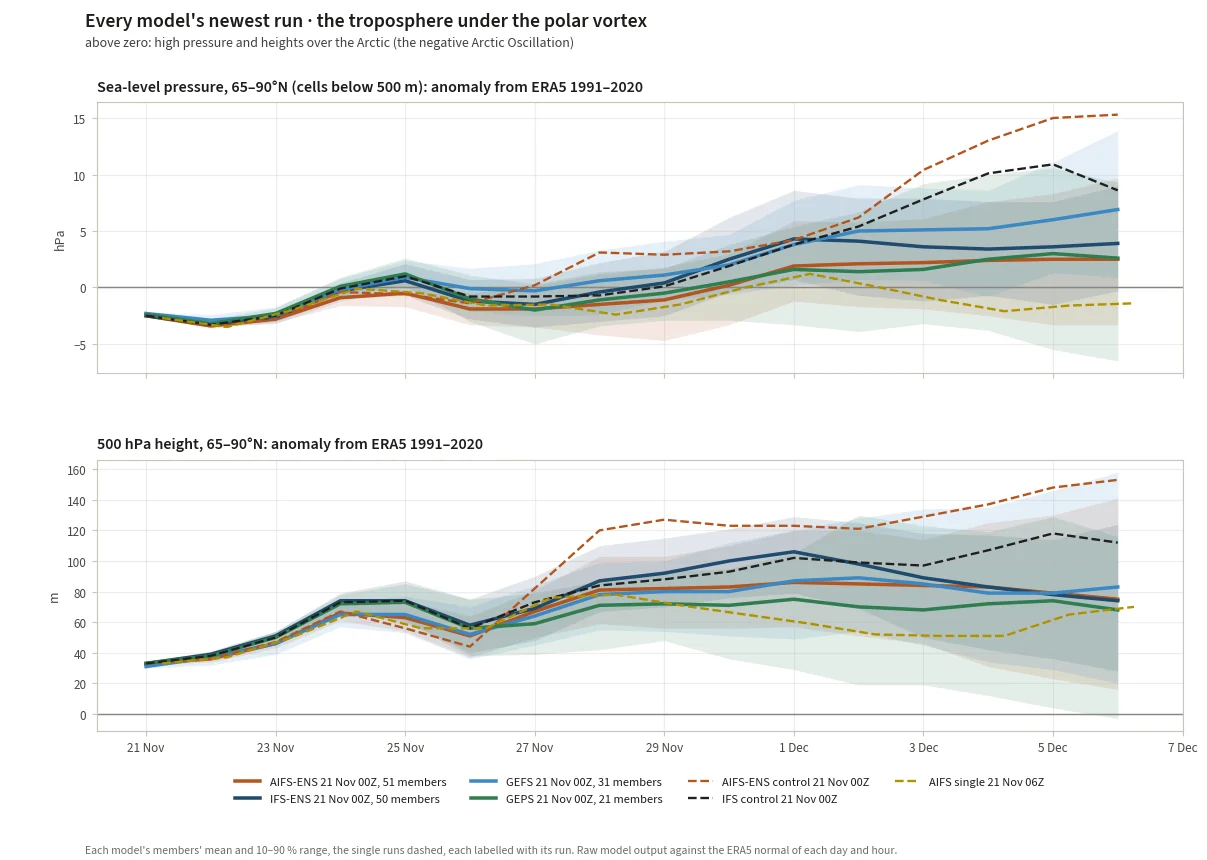 Every model's newest run · the troposphere under the polar vortex
above zero: high pressure and heights over the Arctic (the negative Arctic Oscillation)
Sea-level pressure, 65–90°N (cells below 500 m): anomaly from ERA5 1991–2020
15
10
5
0
−5
hPa
500 hPa height, 65–90°N: anomaly from ERA5 1991–2020
160
140
120
100
80
60
40
20
0
m
21 Nov 23 Nov 25 Nov 27 Nov 29 Nov 1 Dec 3 Dec 5 Dec 7 Dec
AIFS-ENS 21 Nov 00Z, 51 members GEFS 21 Nov 00Z, 31 members AIFS-ENS control 21 Nov 00Z AIFS single 21 Nov 06Z
IFS-ENS 21 Nov 00Z, 50 members GEPS 21 Nov 00Z, 21 members IFS control 21 Nov 00Z
Each model's members' mean and 10–90 % range, the single runs dashed, each labelled with its run. Raw model output against the ERA5 normal of each day and hour.